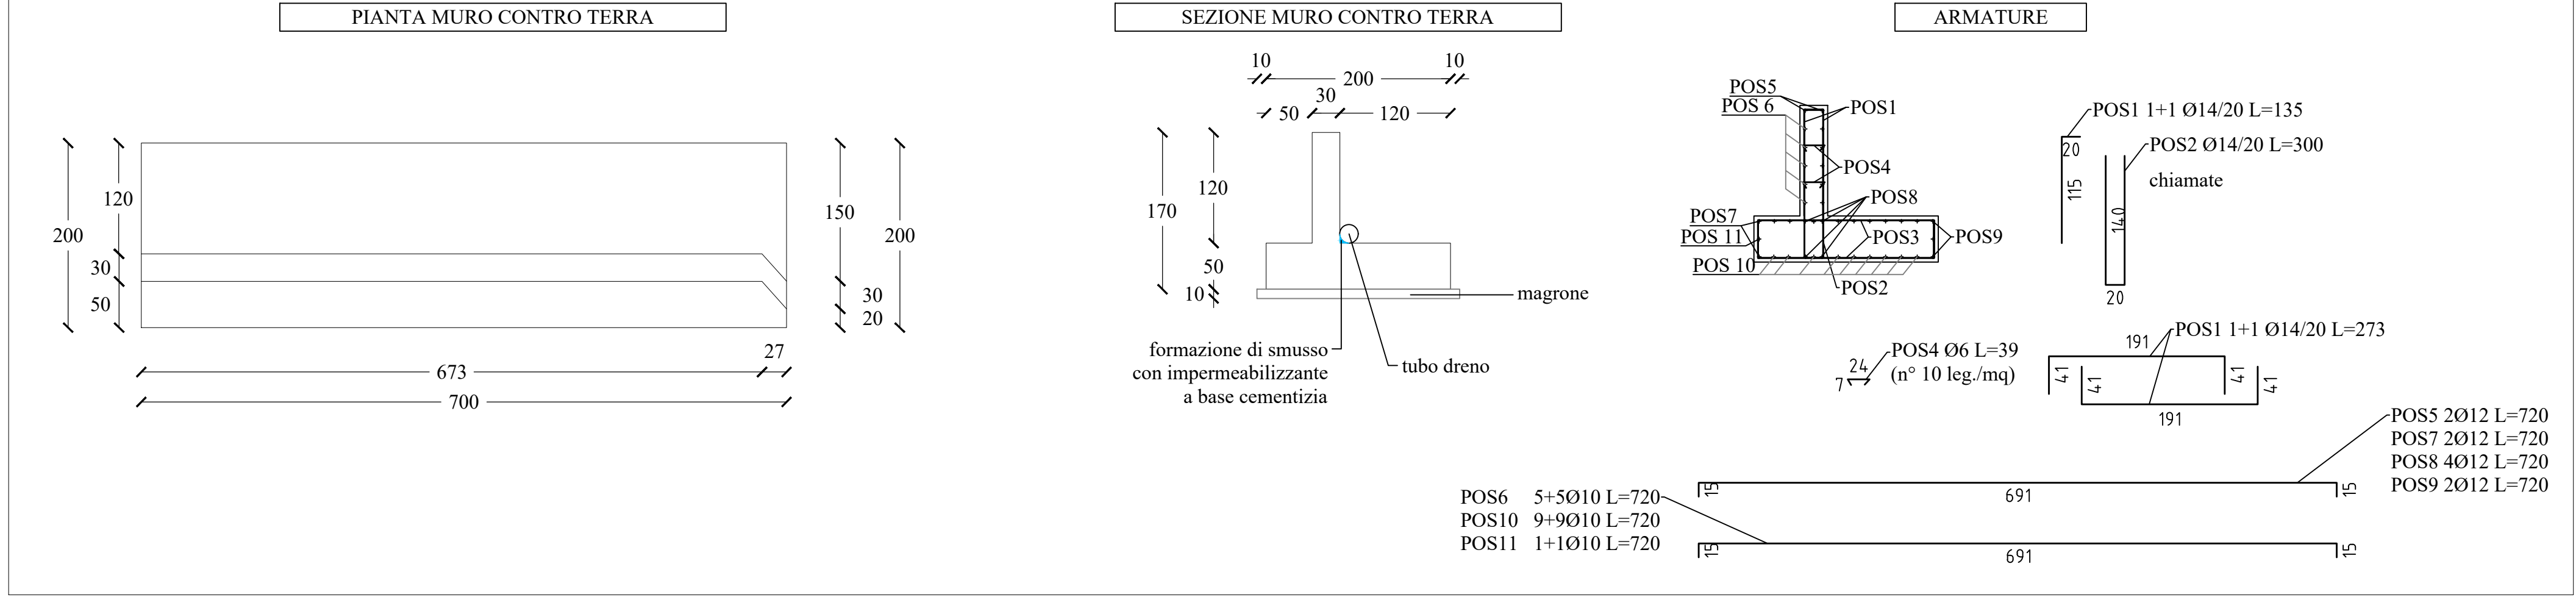 PIANTA MURO CONTRO TERRA
200
120
30
50
150
30
20
200
27
673
700
SEZIONE MURO CONTRO TERRA
10
200
10
30
50
120
170
120
50
10
magrone
formazione di smusso
con impermeabilizzante
a base cementizia
tubo dreno
ARMATURE
POS5
POS 6
POS1
POS4
POS8
POS7
POS 11
POS3
POS9
POS 10
POS2
POS1 1+1 Ø14/20 L=135
20
115
POS2 Ø14/20 L=300
chiamate
140
20
POS4 Ø6 L=39
(n° 10 leg./mq)
24
7
POS1 1+1 Ø14/20 L=273
191
41
41
41
41
191
POS5 2Ø12 L=720
POS7 2Ø12 L=720
POS8 4Ø12 L=720
POS9 2Ø12 L=720
15
691
15
POS6 5+5Ø10 L=720
POS10 9+9Ø10 L=720
POS11 1+1Ø10 L=720
15
691
15